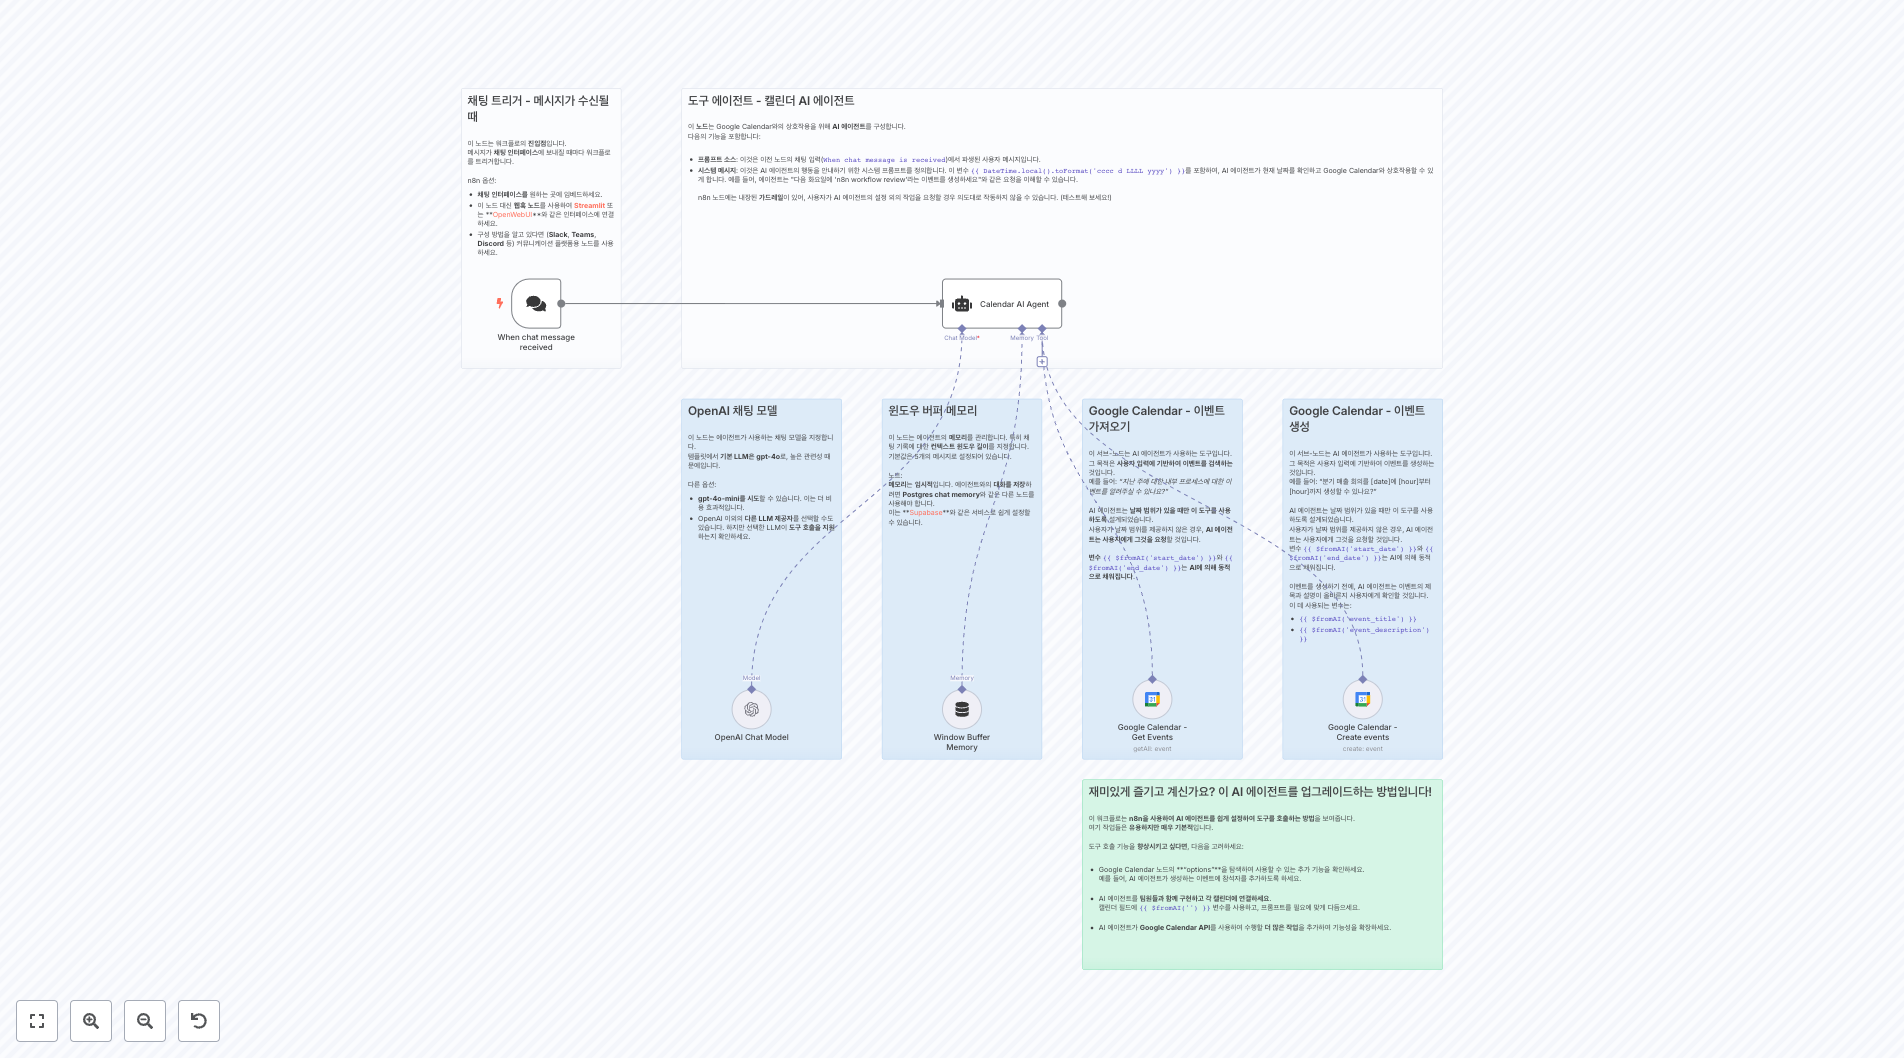 채팅 트리거 - 메시지가 수신될
때
이 노드는 워크플로의 진입점입니다.
메시지가 채팅 인터페이스에 보내질 때마다 워크플로
를 트리거합니다.
n8n 옵션:
채팅 인터페이스를 원하는 곳에 임베드하세요.
이 노드 대신 웹훅 노드를 사용하여 Streamlit 또
는 **OpenWebUI**와 같은 인터페이스에 연결
하세요.
구성 방법을 알고 있다면 (Slack, Teams,
Discord 등) 커뮤니케이션 플랫폼용 노드를 사용
하세요.
When chat message
received
도구 에이전트 - 캘린더 AI 에이전트
이 노드는 Google Calendar와의 상호작용을 위해 AI 에이전트를 구성합니다.
다음의 기능을 포함합니다:
프롬프트 소스: 이것은 이전 노드의 채팅 입력(When chat message is received)에서 파생된 사용자 메시지입니다.
시스템 메시지: 이것은 AI 에이전트의 행동을 안내하기 위한 시스템 프롬프트를 정의합니다. 이 변수 {{ DateTime.local().toFormat('cccc d LLLL yyyy') }}를 포함하여, AI 에이전트가 현재 날짜를 확인하고 Google Calendar와 상호작용할 수 있
게 합니다. 예를 들어, 에이전트는 "다음 화요일에 'n8n workflow review'라는 이벤트를 생성하세요"와 같은 요청을 이해할 수 있습니다.
n8n 노드에는 내장된 가드레일이 있어, 사용자가 AI 에이전트의 설정 외의 작업을 요청할 경우 의도대로 작동하지 않을 수 있습니다. (테스트해 보세요!)
Calendar AI Agent
Chat Model*
Memory
Tool
OpenAI 채팅 모델
이 노드는 에이전트가 사용하는 채팅 모델을 지정합니
다.
템플릿에서 기본 LLM은 gpt-4o로, 높은 관련성 때
문에입니다.
다른 옵션:
gpt-4o-mini를 시도할 수 있습니다. 이는 더 비
용 효과적입니다.
OpenAI 이외의 다른 LLM 제공자를 선택할 수도
있습니다. 하지만 선택한 LLM이 도구 호출을 지원
하는지 확인하세요.
Model
OpenAI Chat Model
윈도우 버퍼 메모리
이 노드는 에이전트의 메모리를 관리합니다. 특히 채
팅 기록에 대한 컨텍스트 윈도우 길이를 지정합니다.
기본값은 5개의 메시지로 설정되어 있습니다.
노트:
메모리는 임시적입니다. 에이전트와의 대화를 저장하
려면 Postgres chat memory와 같은 다른 노드를
사용해야 합니다.
이는 **Supabase**와 같은 서비스로 쉽게 설정할
수 있습니다.
Memory
Window Buffer
Memory
Google Calendar - 이벤트
가져오기
이 서브-노드는 AI 에이전트가 사용하는 도구입니다.
그 목적은 사용자 입력에 기반하여 이벤트를 검색하는
것입니다.
예를 들어: "지난 주에 대한 내부 프로세스에 대한 이
벤트를 알려주실 수 있나요?"
AI 에이전트는 날짜 범위가 있을 때만 이 도구를 사용
하도록 설계되었습니다.
사용자가 날짜 범위를 제공하지 않은 경우, AI 에이전
트는 사용자에게 그것을 요청할 것입니다.
변수 {{ $fromAI('start_date') }}와 {{
$fromAI('end_date') }}는 AI에 의해 동적
으로 채워집니다.
Google Calendar -
Get Events
getAll: event
Google Calendar - 이벤트
생성
이 서브-노드는 AI 에이전트가 사용하는 도구입니다.
그 목적은 사용자 입력에 기반하여 이벤트를 생성하는
것입니다.
예를 들어: "분기 매출 회의를 [date]에 [hour]부터
[hour]까지 생성할 수 있나요?"
AI 에이전트는 날짜 범위가 있을 때만 이 도구를 사용
하도록 설계되었습니다.
사용자가 날짜 범위를 제공하지 않은 경우, AI 에이전
트는 사용자에게 그것을 요청할 것입니다.
변수 {{ $fromAI('start_date') }}와 {{
$fromAI('end_date') }}는 AI에 의해 동적
으로 채워집니다.
이벤트를 생성하기 전에, AI 에이전트는 이벤트의 제
목과 설명이 올바른지 사용자에게 확인할 것입니다.
이 데 사용되는 변수는:
{{ $fromAI('event_title') }}
{{ $fromAI('event_description')
}}
Google Calendar -
Create events
create: event
재미있게 즐기고 계신가요? 이 AI 에이전트를 업그레이드하는 방법입니다!
이 워크플로는 n8n을 사용하여 AI 에이전트를 쉽게 설정하여 도구를 호출하는 방법을 보여줍니다.
여기 작업들은 유용하지만 매우 기본적입니다.
도구 호출 기능을 향상시키고 싶다면, 다음을 고려하세요:
Google Calendar 노드의 **"options"**을 탐색하여 사용할 수 있는 추가 기능을 확인하세요.
예를 들어, AI 에이전트가 생성하는 이벤트에 참석자를 추가하도록 하세요.
AI 에이전트를 팀원들과 함께 구현하고 각 캘린더에 연결하세요.
캘린더 필드에 {{ $fromAI('') }} 변수를 사용하고, 프롬프트를 필요에 맞게 다듬으세요.
AI 에이전트가 Google Calendar API를 사용하여 수행할 더 많은 작업을 추가하여 기능성을 확장하세요.